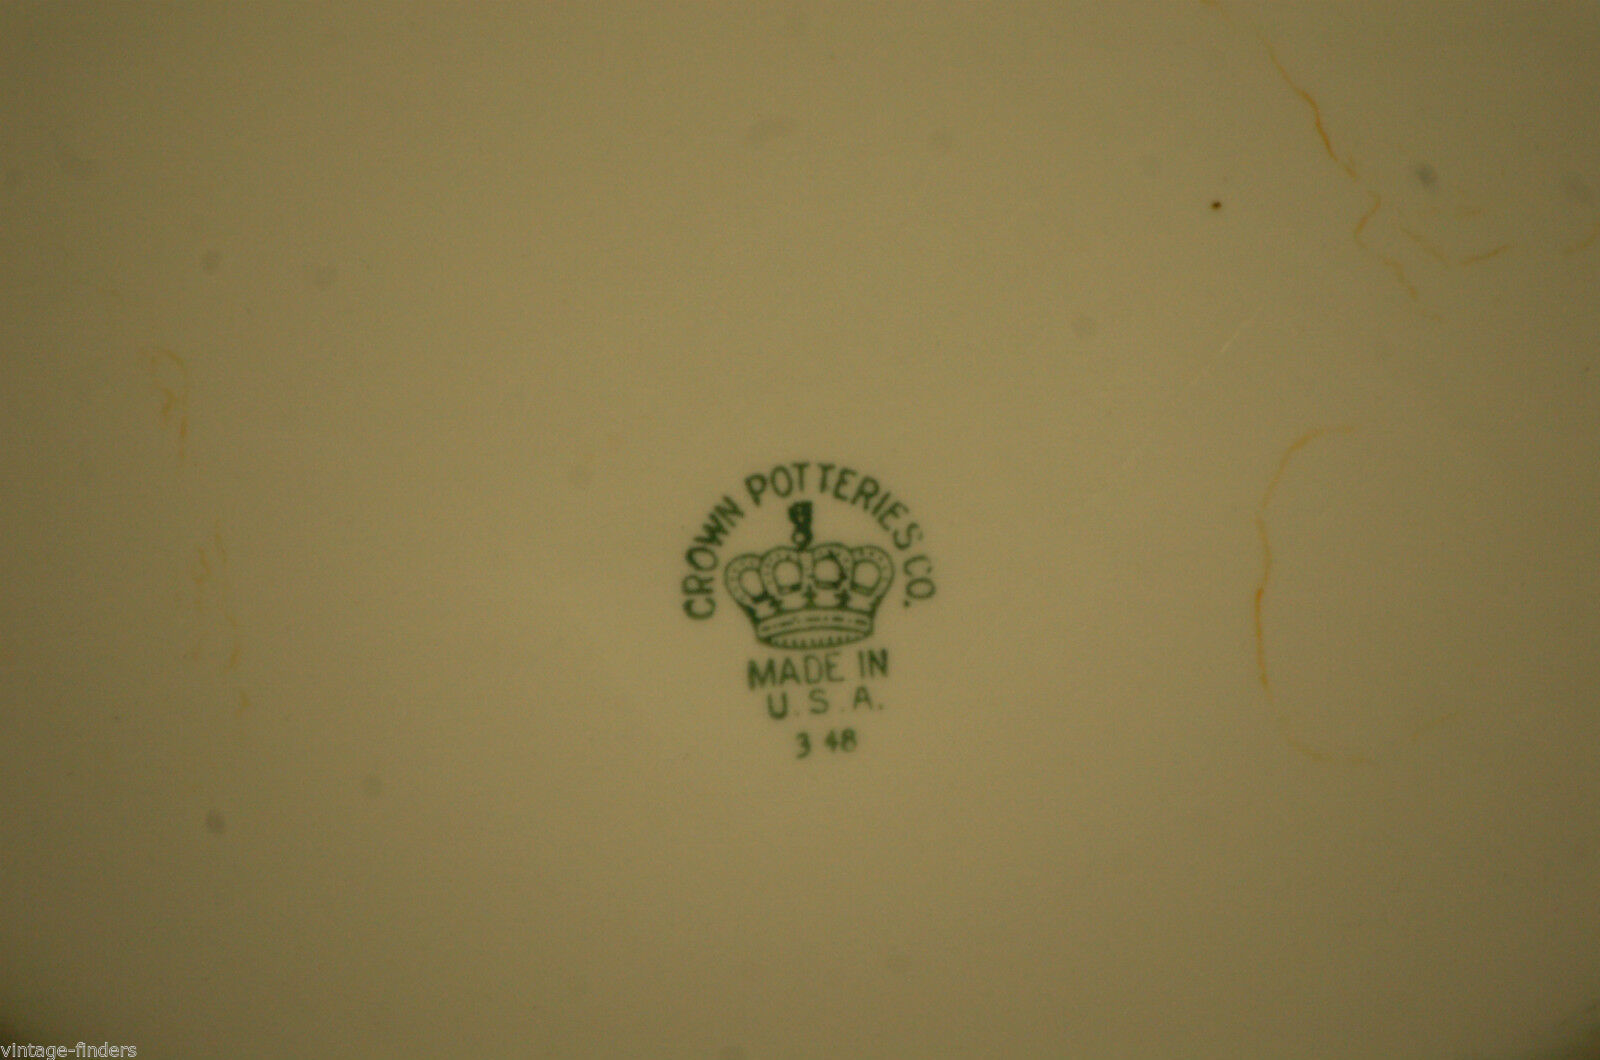 CROWN POTTERIES CO.
MADE IN
U.S.A.
3 48
vintage-finders